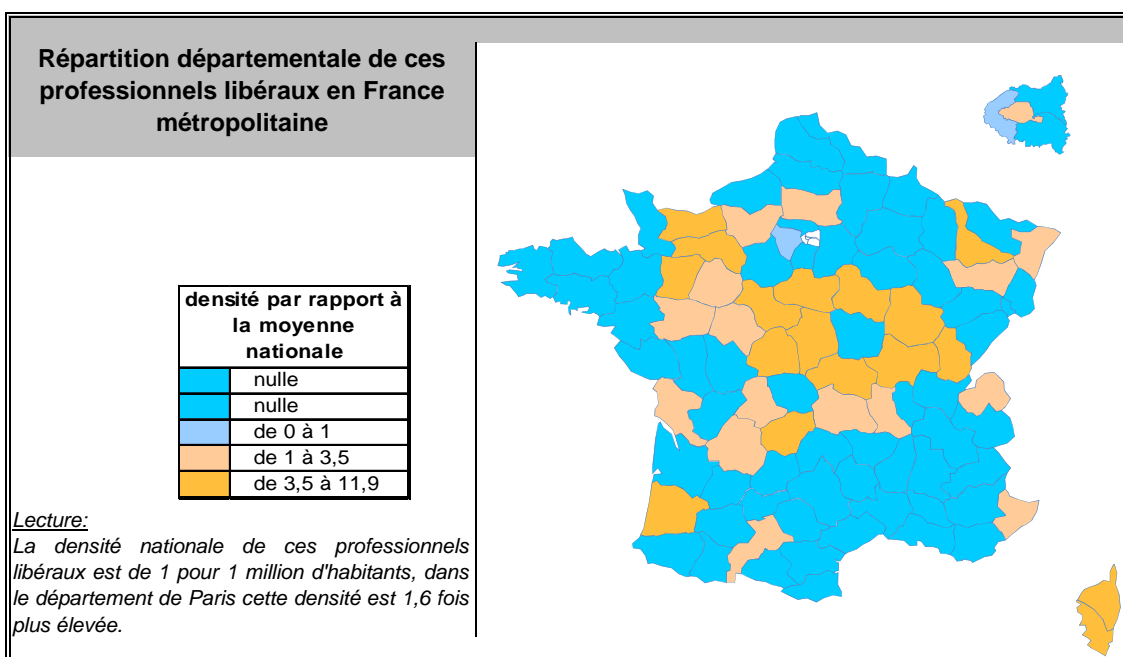 Répartition départementale de ces
professionnels libéraux en France
métropolitaine
densité par rapport à
la moyenne
nationale
nulle
nulle
de 0 à 1
de 1 à 3,5
de 3,5 à 11,9
Lecture:
La densité nationale de ces professionnels
libéraux est de 1 pour 1 million d'habitants, dans
le département de Paris cette densité est 1,6 fois
plus élevée.